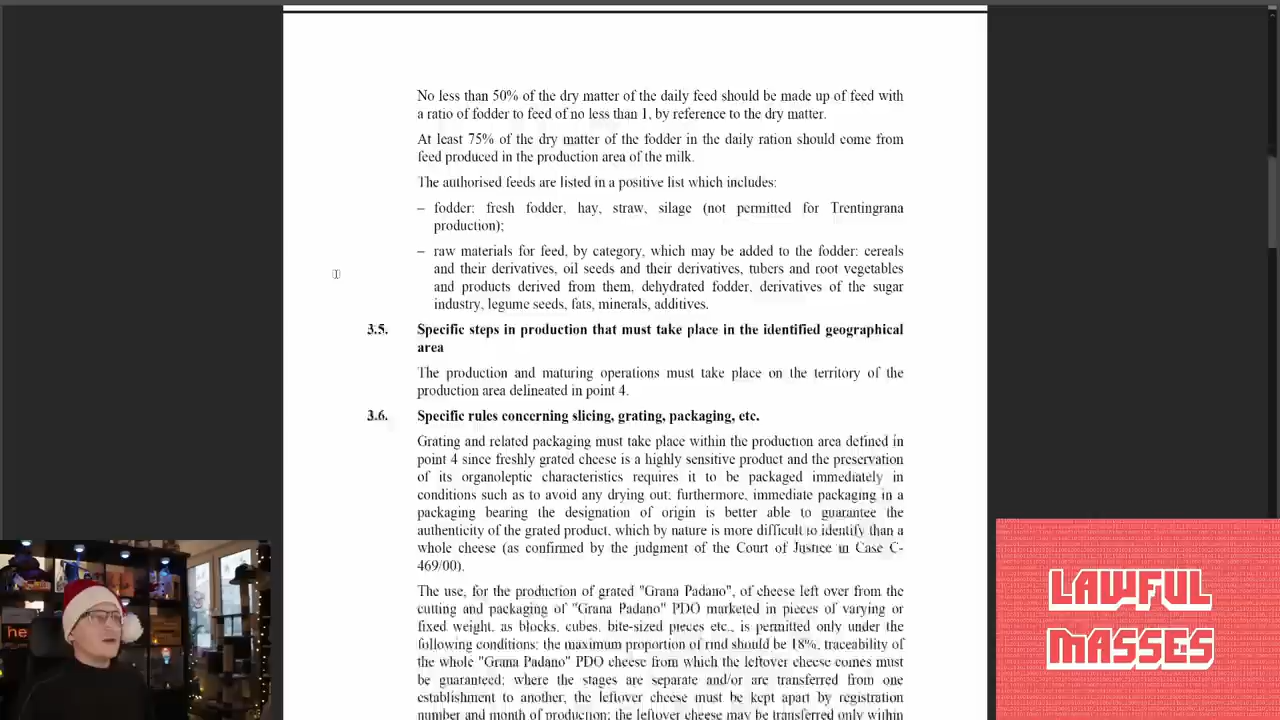 No less than 50% of the dry matter of the daily feed should be made up of feed with
a ratio of fodder to feed of no less than 1, by reference to the dry matter.
At least 75% of the dry matter of the fodder in the daily ration should come from
feed produced in the production area of the milk.
The authorised feeds are listed in a positive list which includes:
– fodder: fresh fodder, hay, straw, silage (not permitted for Trentingrana
production);
– raw materials for feed, by category, which may be added to the fodder: cereals
and their derivatives, oil seeds and their derivatives, tubers and root vegetables
and products derived from them, dehydrated fodder, derivatives of the sugar
industry, legume seeds, fats, minerals, additives.
3.5. Specific steps in production that must take place in the identified geographical
area
The production and maturing operations must take place on the territory of the
production area delineated in point 4.
3.6. Specific rules concerning slicing, grating, packaging, etc.
Grating and related packaging must take place within the production area defined in
point 4 since freshly grated cheese is a highly sensitive product and the preservation
of its organoleptic characteristics requires it to be packaged immediately in
conditions such as to avoid any drying out; furthermore, immediate packaging in a
packaging bearing the designation of origin is better able to guarantee the
authenticity of the grated product, which by nature is more difficult to identify than a
whole cheese (as confirmed by the judgment of the Court of Justice in Case C-
469/00).
The use, for the production of grated "Grana Padano", of cheese left over from the
cutting and packaging of "Grana Padano" PDO marketed in pieces of varying or
fixed weight, as blocks, cubes, bite-sized pieces etc., is permitted only under the
following conditions: the maximum proportion of rind should be 18%, traceability of
the whole "Grana Padano" PDO cheese from which the leftover cheese comes must
be guaranteed; where the stages are separate and/or are transferred from one
establishment to another, the leftover cheese must be kept apart by registration
number and month of production; the leftover cheese may be transferred only within
he
LAWFUL
MASSES